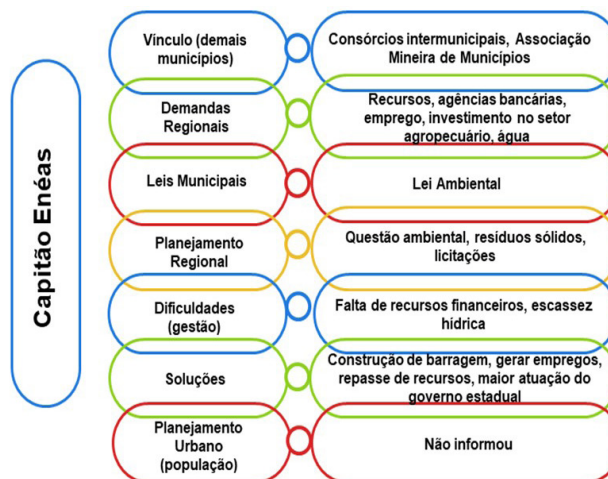 Capitão Enéas
Vinculo (demais
municípios)
Consórcios intermunicipais, Associação
Mineira de Municípios
Demandas
Regionais
Recursos, agências bancárias,
emprego, investimento no setor
agropecuário, água
Leis Municipais
Lei Ambiental
Planejamento
Regional
Questão ambiental, resíduos sólidos,
licitações
Dificuldades
(gestão)
Falta de recursos financeiros, escassez
hídrica
Soluções
Construção de barragem, gerar empregos,
repasse de recursos, maior atuação do
governo estadual
Planejamento
Urbano
(população)
Não informou